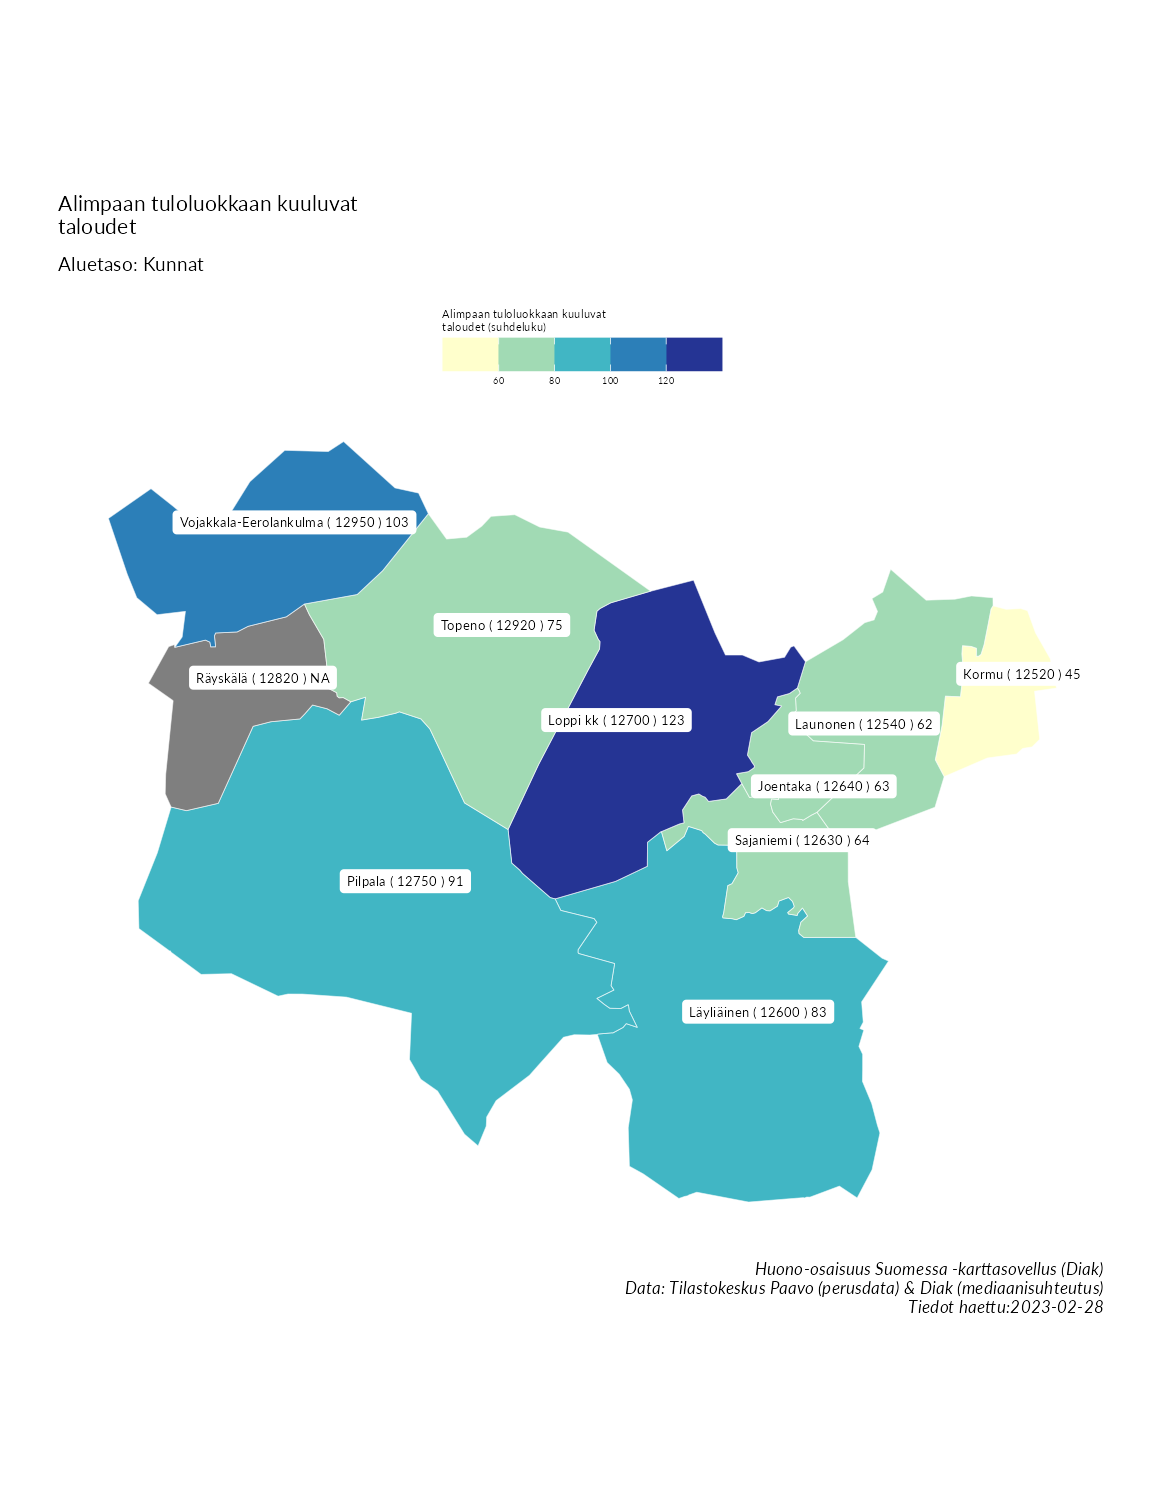 Alimpaan tuloluokkaan kuuluvat
taloudet
Aluetaso: Kunnat
Alimpaan tuloluokkaan kuuluvat
taloudet (suhdeluku)
60 80 100 120
Vojakkala-Eerolankulma ( 12950 ) 103
Topeno ( 12920 ) 75
Räyskälä ( 12820 ) NA
Kormu ( 12520 ) 45
Loppi kk ( 12700 ) 123
Launonen ( 12540 ) 62
Joentaka ( 12640 ) 63
Sajaniemi ( 12630 ) 64
Pilpala ( 12750 ) 91
Läyliäinen ( 12600 ) 83
Huono-osaisuus Suomessa -karttasovellus (Diak)
Data: Tilastokeskus Paavo (perusdata) & Diak (mediaanisuhteutus)
Tiedot haettu:2023-02-28